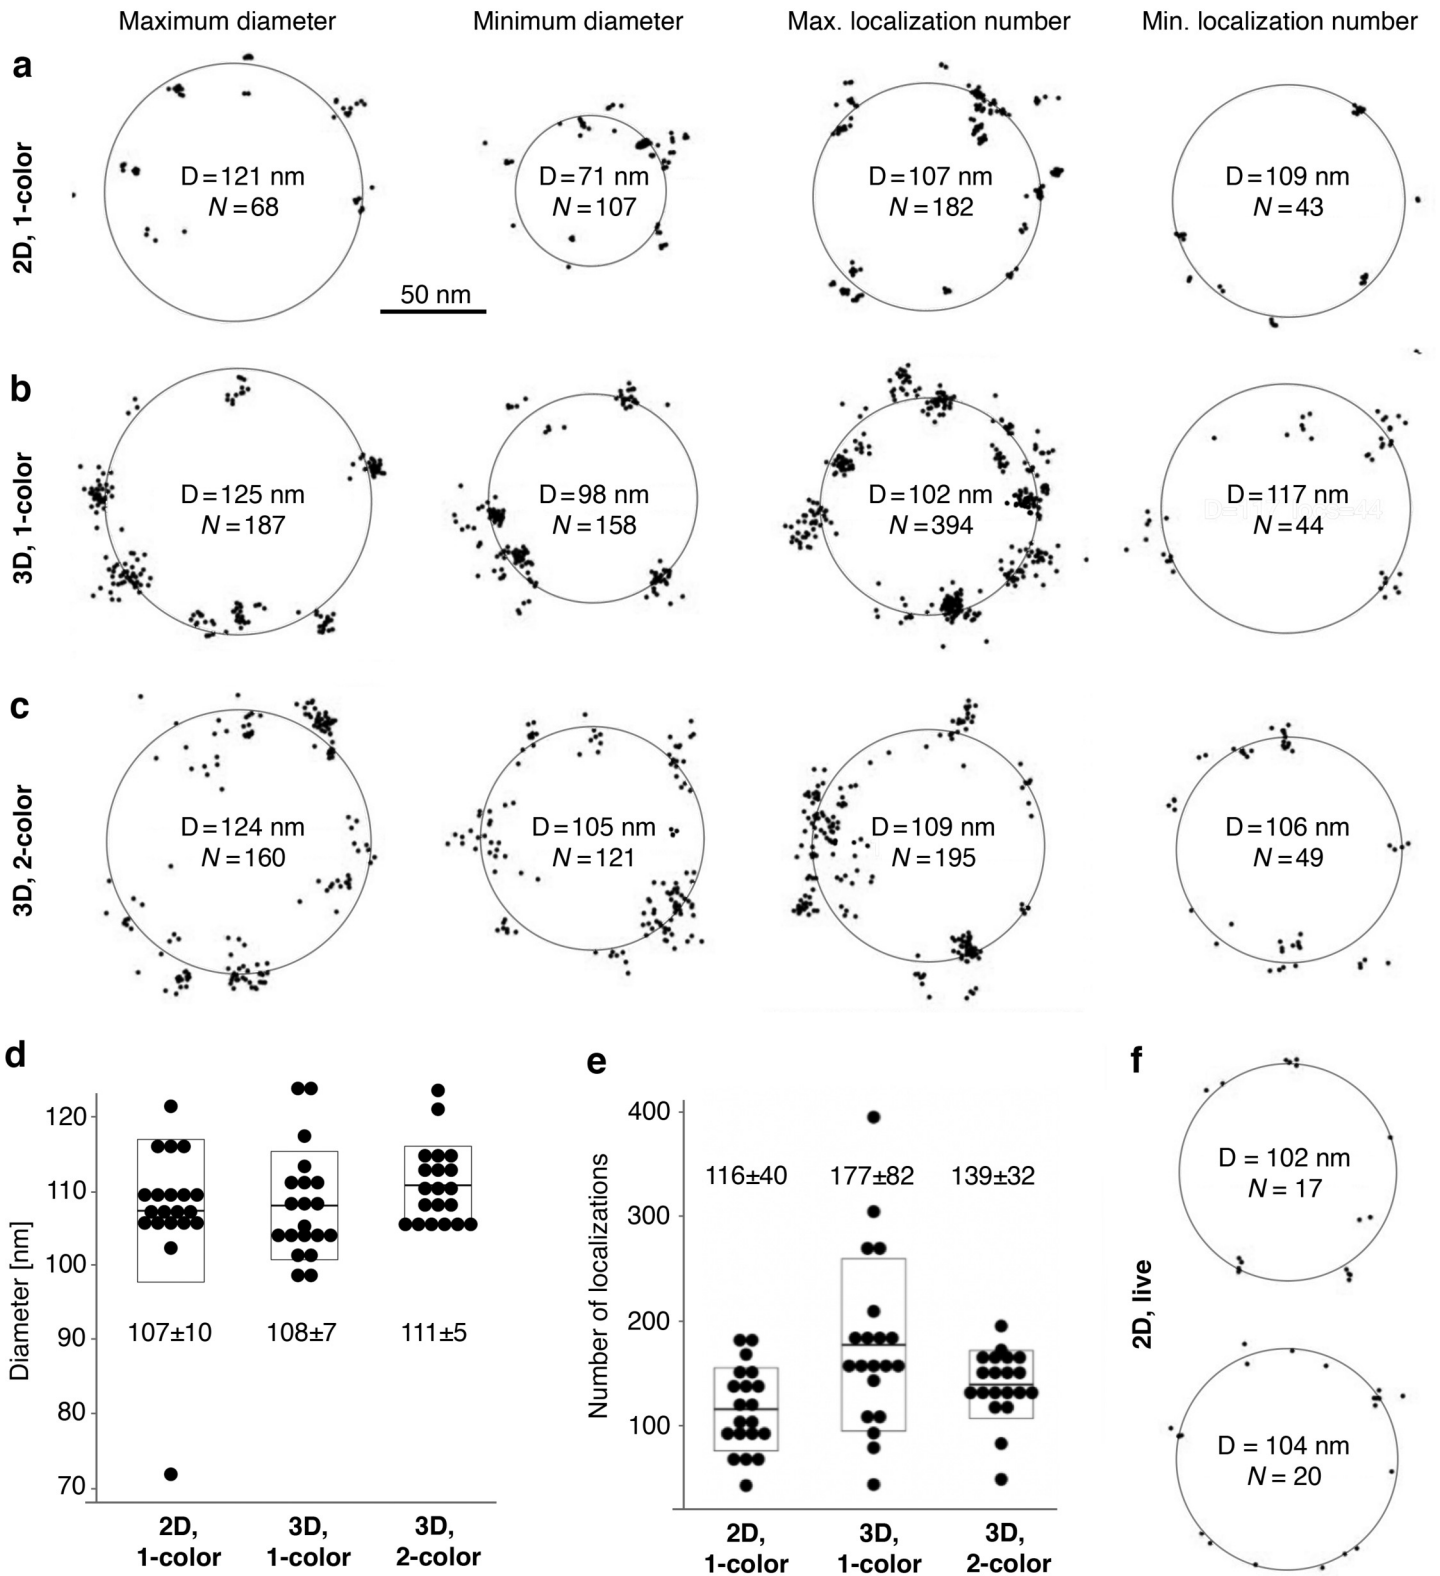 Maximum diameter
Minimum diameter
Max. localization number
Min. localization number
a
2D, 1-color
D=121 nm
N=68
D=71 nm
N=107
D=107 nm
N=182
D=109 nm
N=43
50 nm
b
3D, 1-color
D=125 nm
N=187
D=98 nm
N=158
D=102 nm
N=394
D=117 nm
N=44
c
3D, 2-color
D=124 nm
N=160
D=105 nm
N=121
D=109 nm
N=195
D=106 nm
N=49
d
Diameter [nm]
120
110
100
90
80
70
107±10
108±7
111±5
2D,
1-color
3D,
1-color
3D,
2-color
e
Number of localizations
400
300
200
100
116±40
177±82
139±32
2D,
1-color
3D,
1-color
3D,
2-color
f
2D, live
D = 102 nm
N = 17
D = 104 nm
N = 20